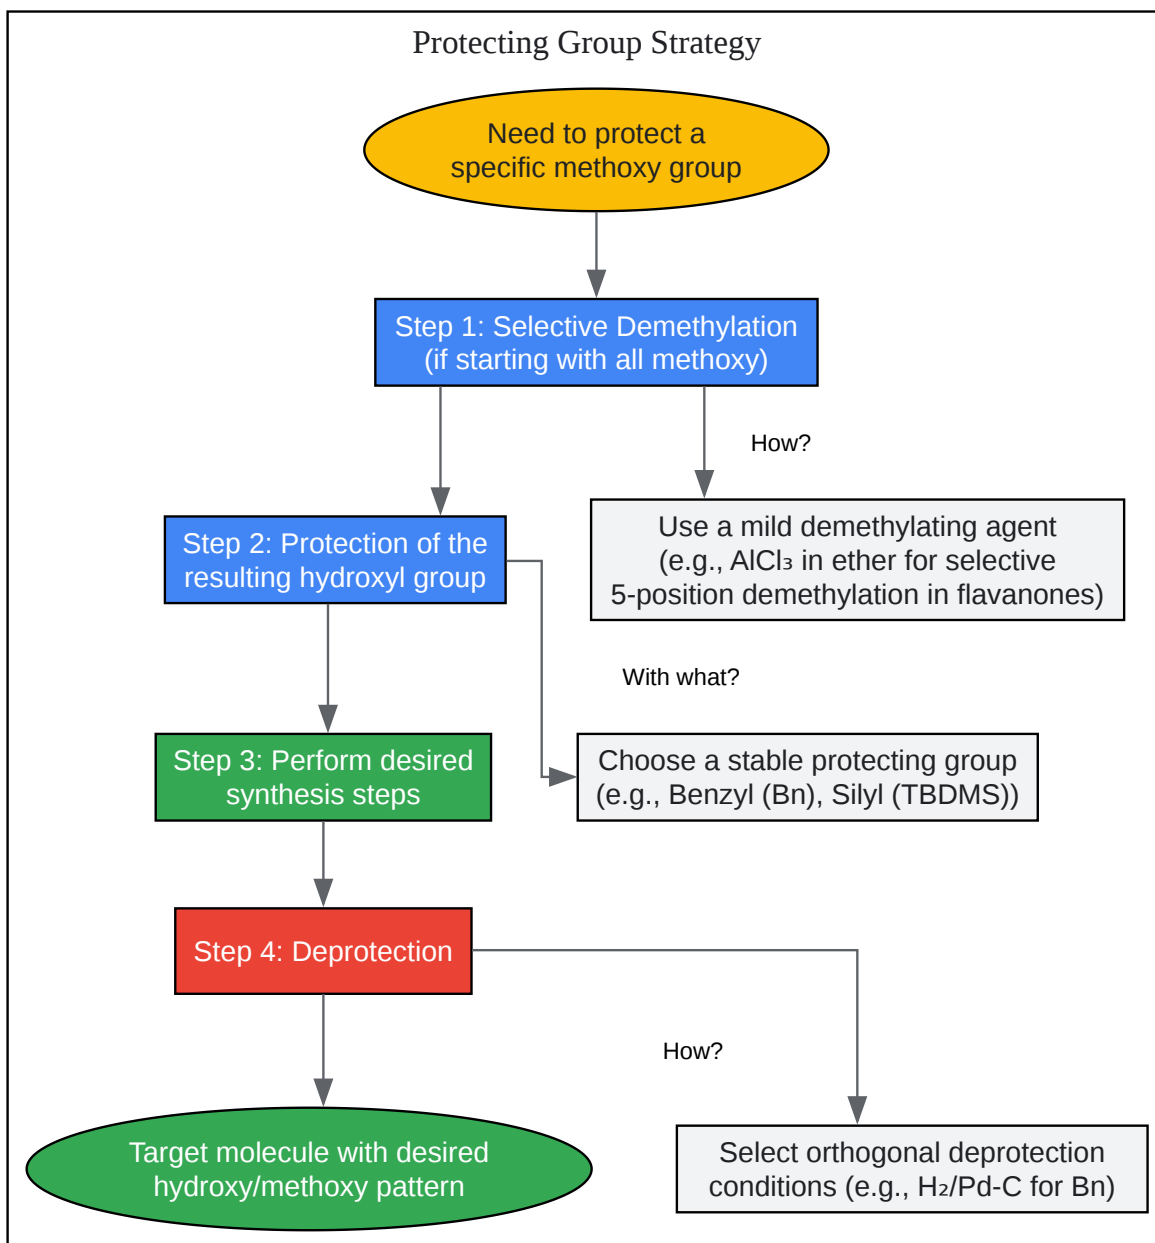 Protecting Group Strategy
Need to protect a
specific methoxy group
Step 1: Selective Demethylation
(if starting with all methoxy)
How?
Use a mild demethylating agent
(e.g., AlCl₃ in ether for selective
5-position demethylation in flavanones)
Step 2: Protection of the
resulting hydroxyl group
With what?
Choose a stable protecting group
(e.g., Benzyl (Bn), Silyl (TBDMS))
Step 3: Perform desired
synthesis steps
Step 4: Deprotection
How?
Select orthogonal deprotection
conditions (e.g., H₂/Pd-C for Bn)
Target molecule with desired
hydroxy/methoxy pattern